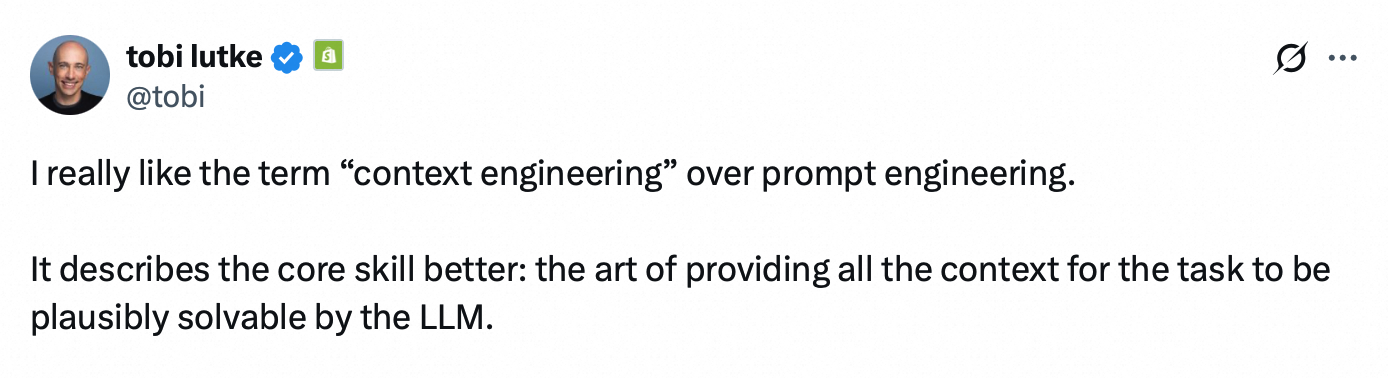 tobi lutke
@tobi
I really like the term “context engineering” over prompt engineering.
It describes the core skill better: the art of providing all the context for the task to be
plausibly solvable by the LLM.